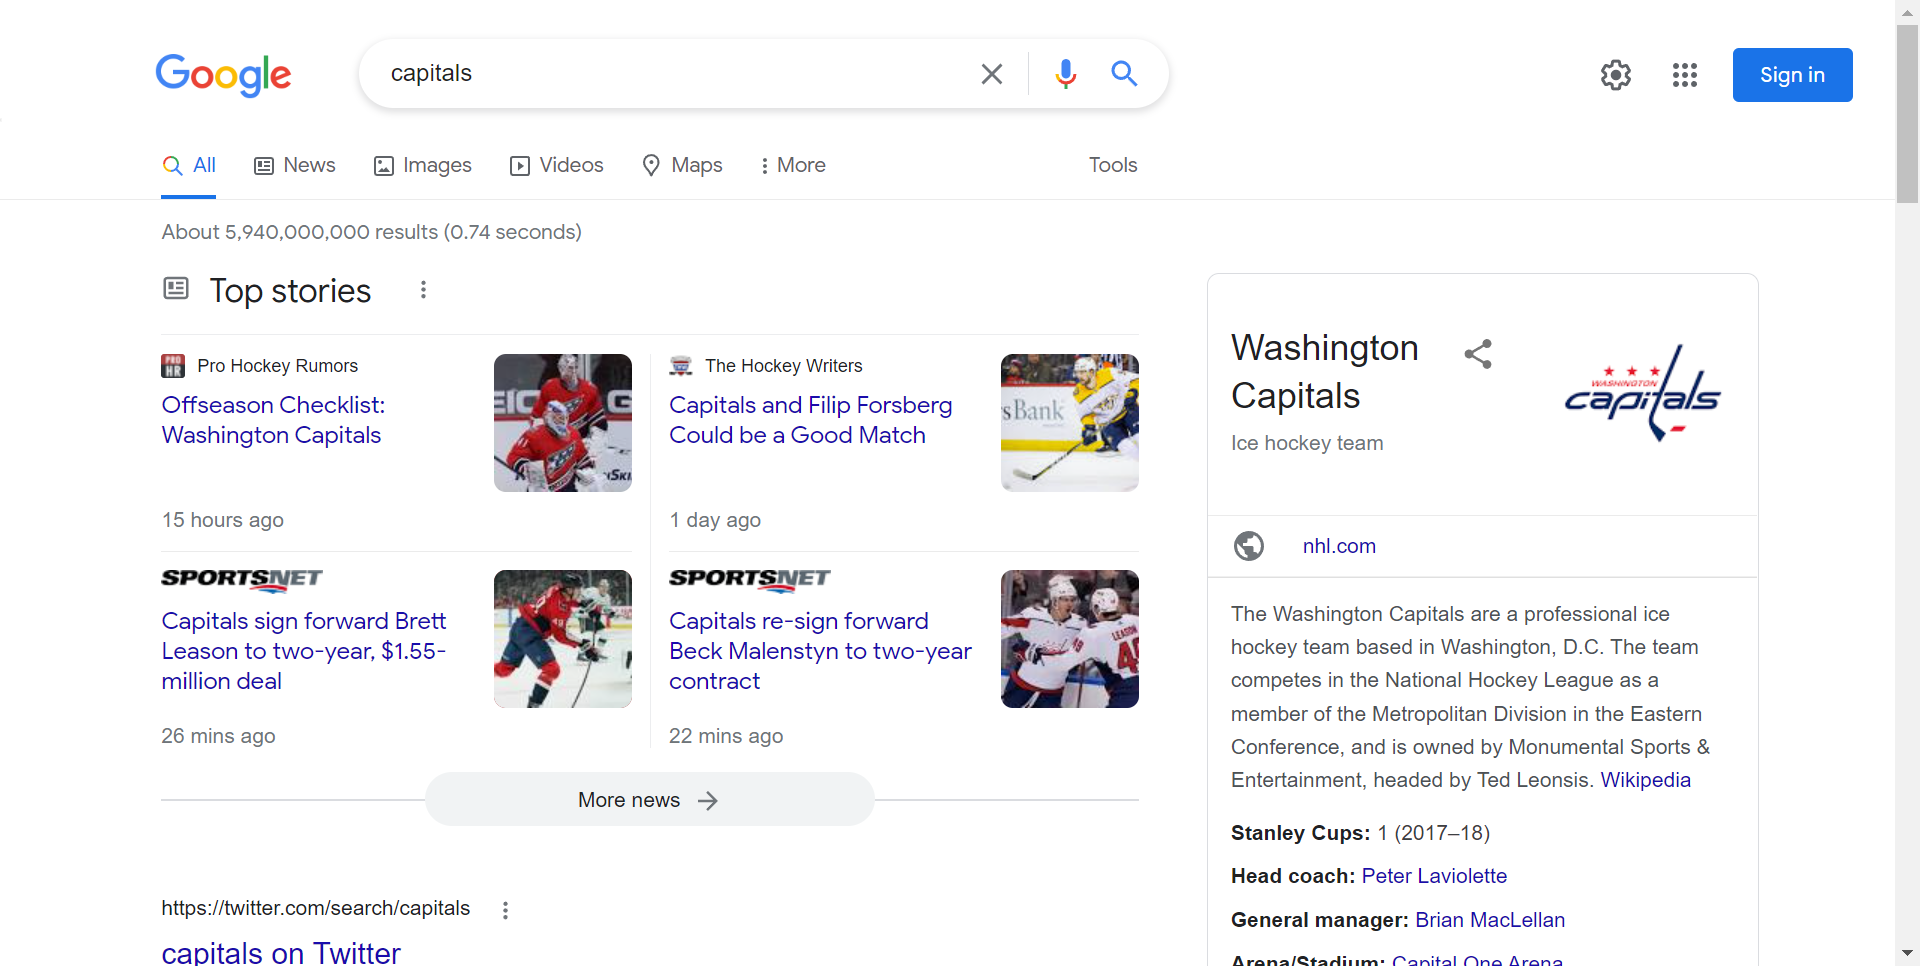 Google
capitals
Sign in
All
News
Images
Videos
Maps
More
Tools
About 5,940,000,000 results (0.74 seconds)
Top stories
PRO HR
Pro Hockey Rumors
Offseason Checklist:
Washington Capitals
15 hours ago
The Hockey Writers
Capitals and Filip Forsberg
Could be a Good Match
1 day ago
SPORTSNET
Capitals sign forward Brett
Leason to two-year, $1.55-
million deal
26 mins ago
SPORTSNET
Capitals re-sign forward
Beck Malenstyn to two-year
contract
22 mins ago
More news
https://twitter.com/search/capitals
capitals on Twitter
Washington
Capitals
Ice hockey team
WASHINGTON
capitals
nhl.com
The Washington Capitals are a professional ice
hockey team based in Washington, D.C. The team
competes in the National Hockey League as a
member of the Metropolitan Division in the Eastern
Conference, and is owned by Monumental Sports &
Entertainment, headed by Ted Leonsis. Wikipedia
Stanley Cups: 1 (2017–18)
Head coach: Peter Laviolette
General manager: Brian MacLellan
Arena/Stadium: Capital One Arena